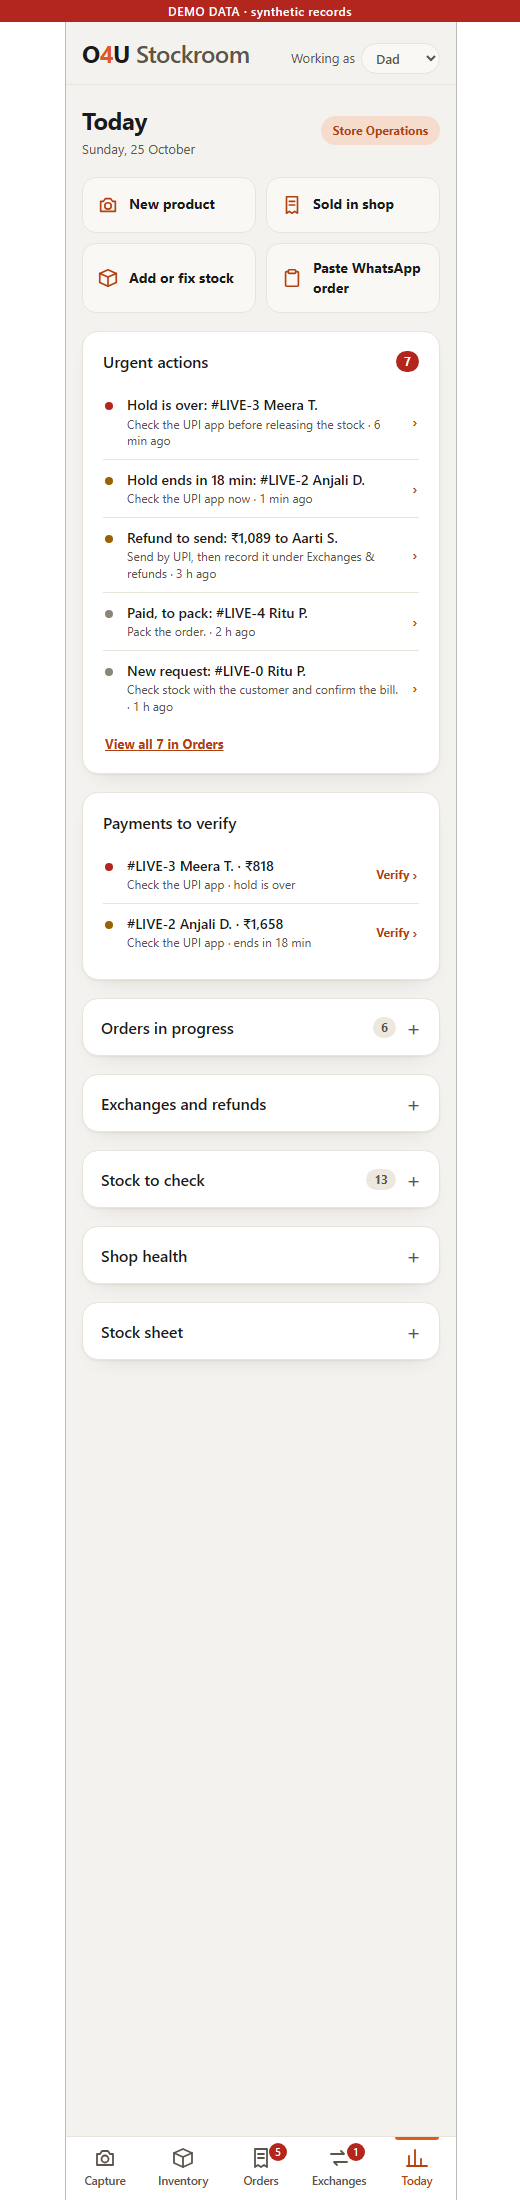 DEMO DATA · synthetic records
O4U Stockroom
Working as
Dad
Today
Sunday, 25 October
Store Operations
New product
Sold in shop
Add or fix stock
Paste WhatsApp
order
Urgent actions
7
Hold is over: #LIVE-3 Meera T.
Check the UPI app before releasing the stock · 6
min ago
›
Hold ends in 18 min: #LIVE-2 Anjali D.
Check the UPI app now · 1 min ago
›
Refund to send: ₹1,089 to Aarti S.
Send by UPI, then record it under Exchanges &
refunds · 3 h ago
›
Paid, to pack: #LIVE-4 Ritu P.
Pack the order. · 2 h ago
›
New request: #LIVE-0 Ritu P.
Check stock with the customer and confirm the bill.
· 1 h ago
›
View all 7 in Orders
Payments to verify
#LIVE-3 Meera T. · ₹818
Check the UPI app · hold is over
Verify ›
#LIVE-2 Anjali D. · ₹1,658
Check the UPI app · ends in 18 min
Verify ›
Orders in progress
6
+
Exchanges and refunds
+
Stock to check
13
+
Shop health
+
Stock sheet
+
Capture
Inventory
5
Orders
1
Exchanges
Today